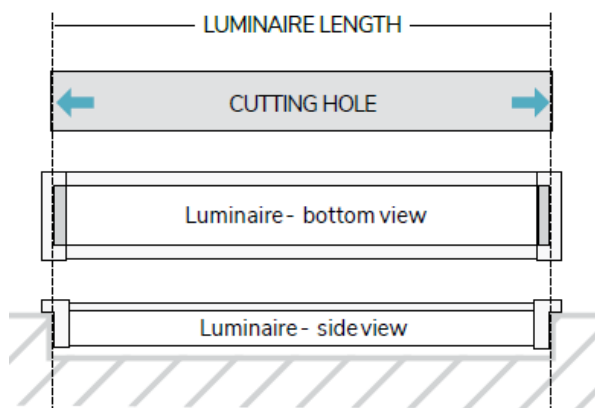 LUMINAIRE LENGTH
CUTTING HOLE
Luminaire - bottom view
Luminaire - side view